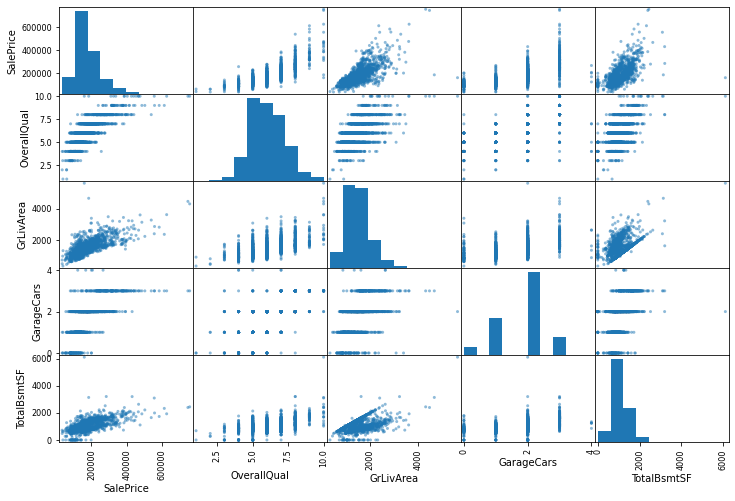 SalePrice
600000
400000
200000
OverallQual
10.0
7.5
5.0
2.5
GrLivArea
4000
2000
GarageCars
4
2
0
TotalBsmtSF
6000
4000
2000
0
200000 400000 600000
2.5 5.0 7.5 10.0
2000 4000
0 2 4
0 2000 4000 6000
SalePrice OverallQual GrLivArea GarageCars TotalBsmtSF